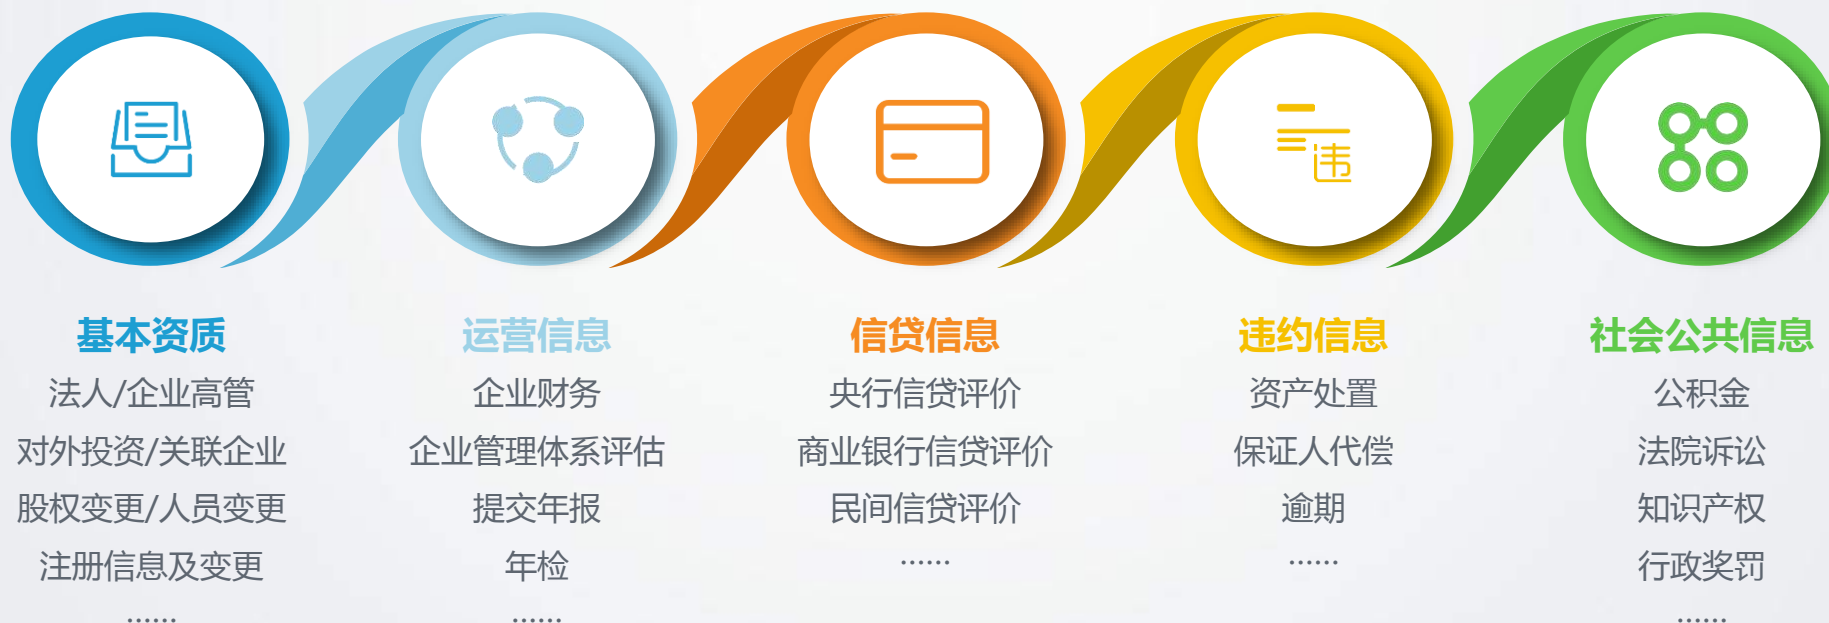 违
基本资质
法人/企业高管
对外投资/关联企业
股权变更/人员变更
注册信息及变更
......
运营信息
企业财务
企业管理体系评估
提交年报
年检
......
信贷信息
央行信贷评价
商业银行信贷评价
民间信贷评价
......
违约信息
资产处置
保证人代偿
逾期
......
社会公共信息
公积金
法院诉讼
知识产权
行政奖罚
......